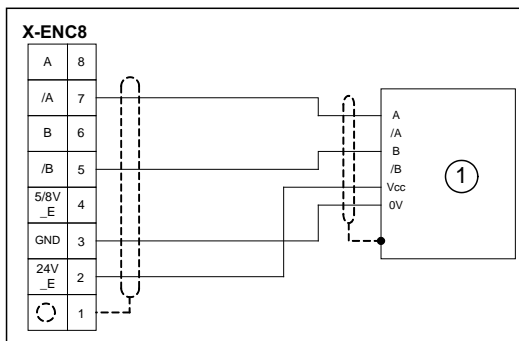 X-ENC8
A 8
/A 7
B 6
/B 5
5/8V
_E 4
GND 3
24V
_E 2
1
A
/A
B
/B
Vcc
0V
1